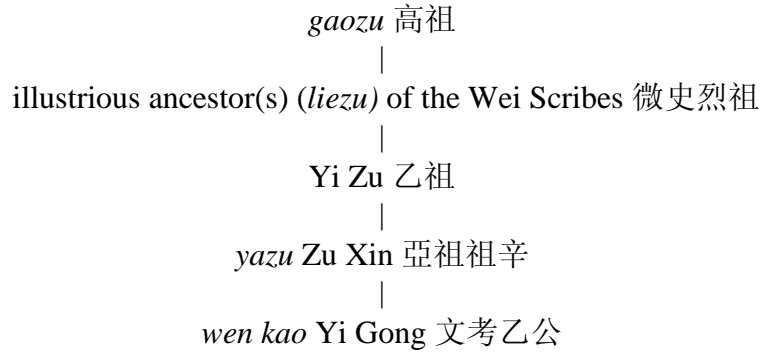 gaozu 高祖
|
illustrious ancestor(s) (liezu) of the Wei Scribes 微史烈祖
|
Yi Zu 乙祖
|
yazu Zu Xin 亞祖祖辛
|
wen kao Yi Gong 文考乙公